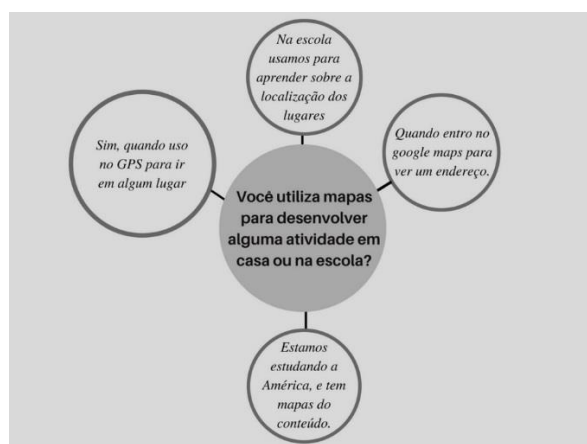 Na escola
usamos para
aprender sobre a
localização dos
lugares
Sim, quando uso
no GPS para ir
em algum lugar
Quando entro no
google maps para
ver um endereço.
Você utiliza mapas
para desenvolver
alguma atividade em
casa ou na escola?
Estamos
estudando a
América, e tem
mapas do
conteúdo.